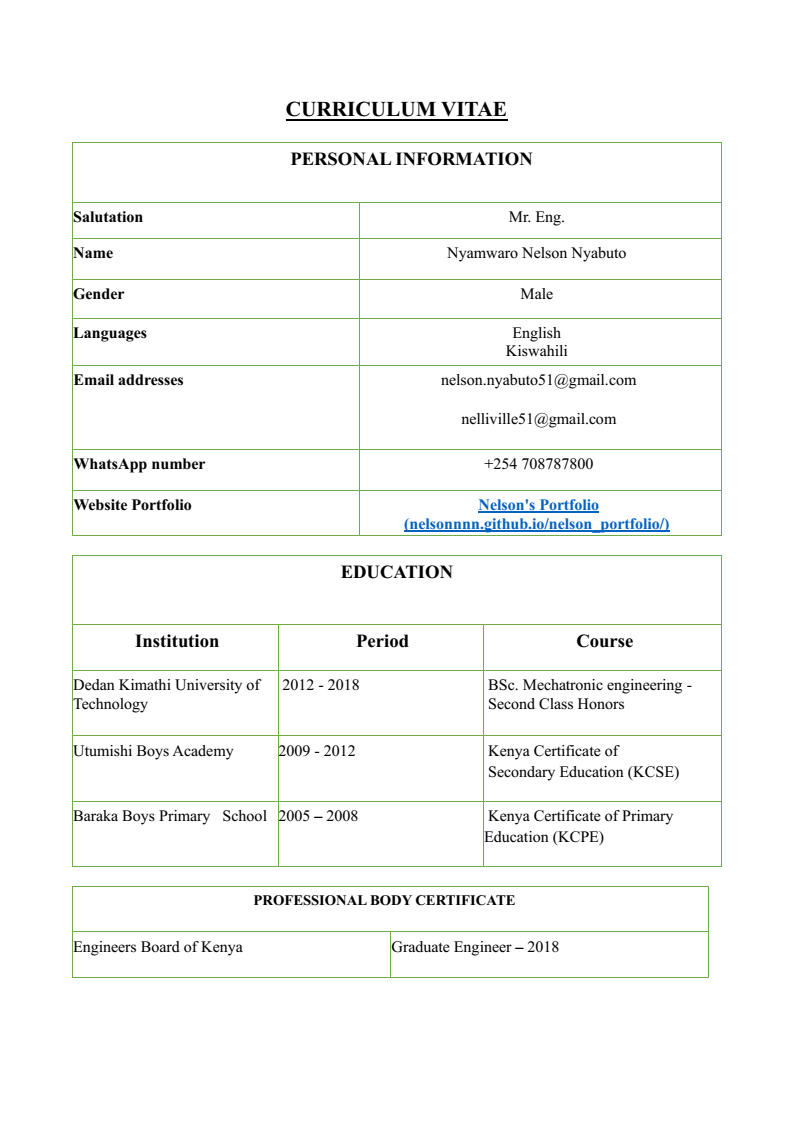 CURRICULUM VITAE
PERSONAL INFORMATION
Salutation Mr. Eng.
Name Nyamwaro Nelson Nyabuto
Gender Male
Languages English
Kiswahili
Email addresses nelson.nyabuto51@gmail.com
nelliville51@gmail.com
WhatsApp number +254 708787800
Website Portfolio Nelson's Portfolio
(nelsonnnn.github.io/nelson_portfolio/)
EDUCATION
Institution Period Course
Dedan Kimathi University of 2012 - 2018 BSc. Mechatronic engineering -
Technology Second Class Honors
Utumishi Boys Academy 2009 - 2012 Kenya Certificate of
Secondary Education (KCSE)
Baraka Boys Primary School 2005 – 2008 Kenya Certificate of Primary
Education (KCPE)
PROFESSIONAL BODY CERTIFICATE
Engineers Board of Kenya Graduate Engineer – 2018